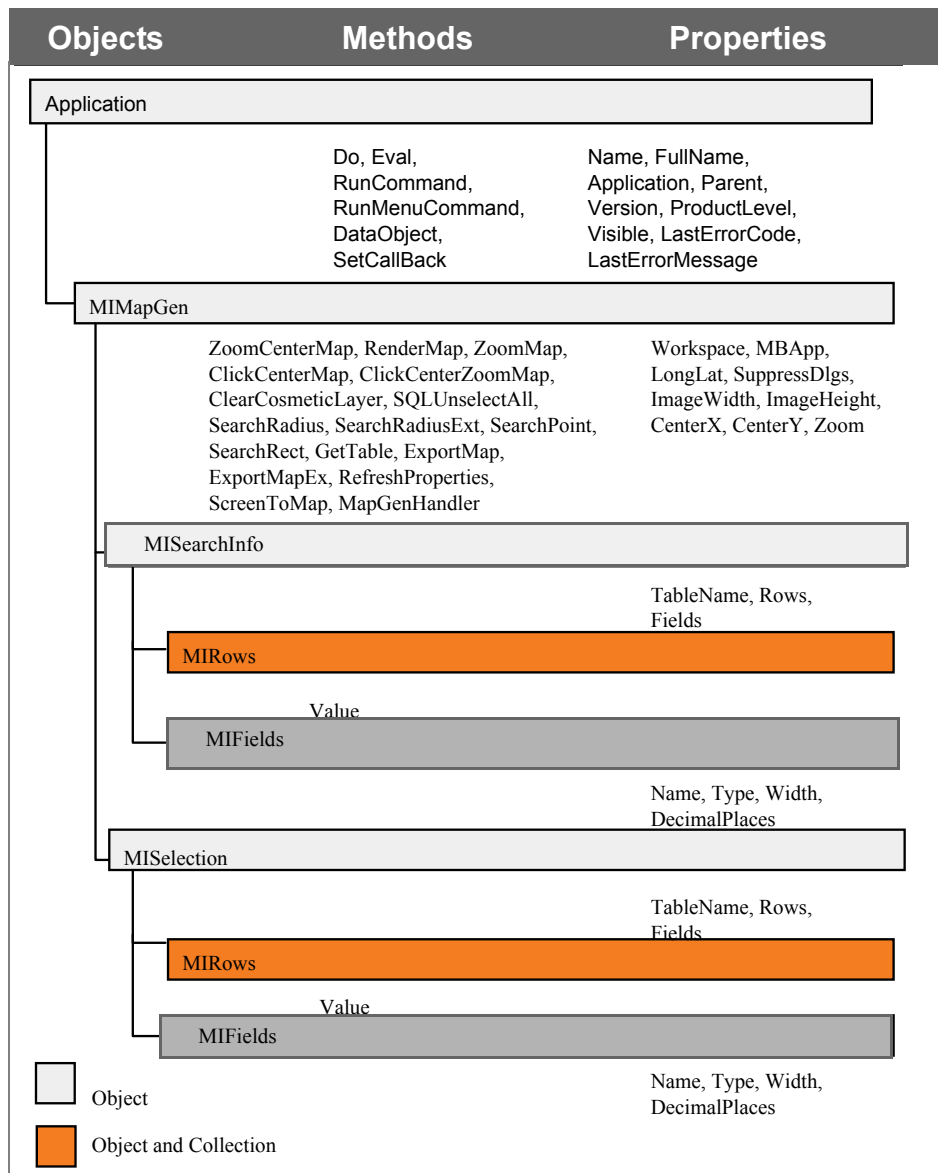 Objects Methods Properties
Application
Do, Eval, Name, FullName,
RunCommand, Application, Parent,
RunMenuCommand, Version, ProductLevel,
DataObject, Visible, LastErrorCode,
SetCallBack LastErrorMessage
MIMapGen
ZoomCenterMap, RenderMap, ZoomMap, Workspace, MBApp,
ClickCenterMap, ClickCenterZoomMap, LongLat, SuppressDlgs,
ClearCosmeticLayer, SQLUnselectAll, ImageWidth, ImageHeight,
SearchRadius, SearchRadiusExt, SearchPoint, CenterX, CenterY, Zoom
SearchRect, GetTable, ExportMap,
ExportMapEx, RefreshProperties,
ScreenToMap, MapGenHandler
MISearchInfo
TableName, Rows,
Fields
MIRows
Value
MIFields
Name, Type, Width,
DecimalPlaces
MISelection
TableName, Rows,
Fields
MIRows
Value
MIFields
Name, Type, Width,
DecimalPlaces
Object
Object and Collection